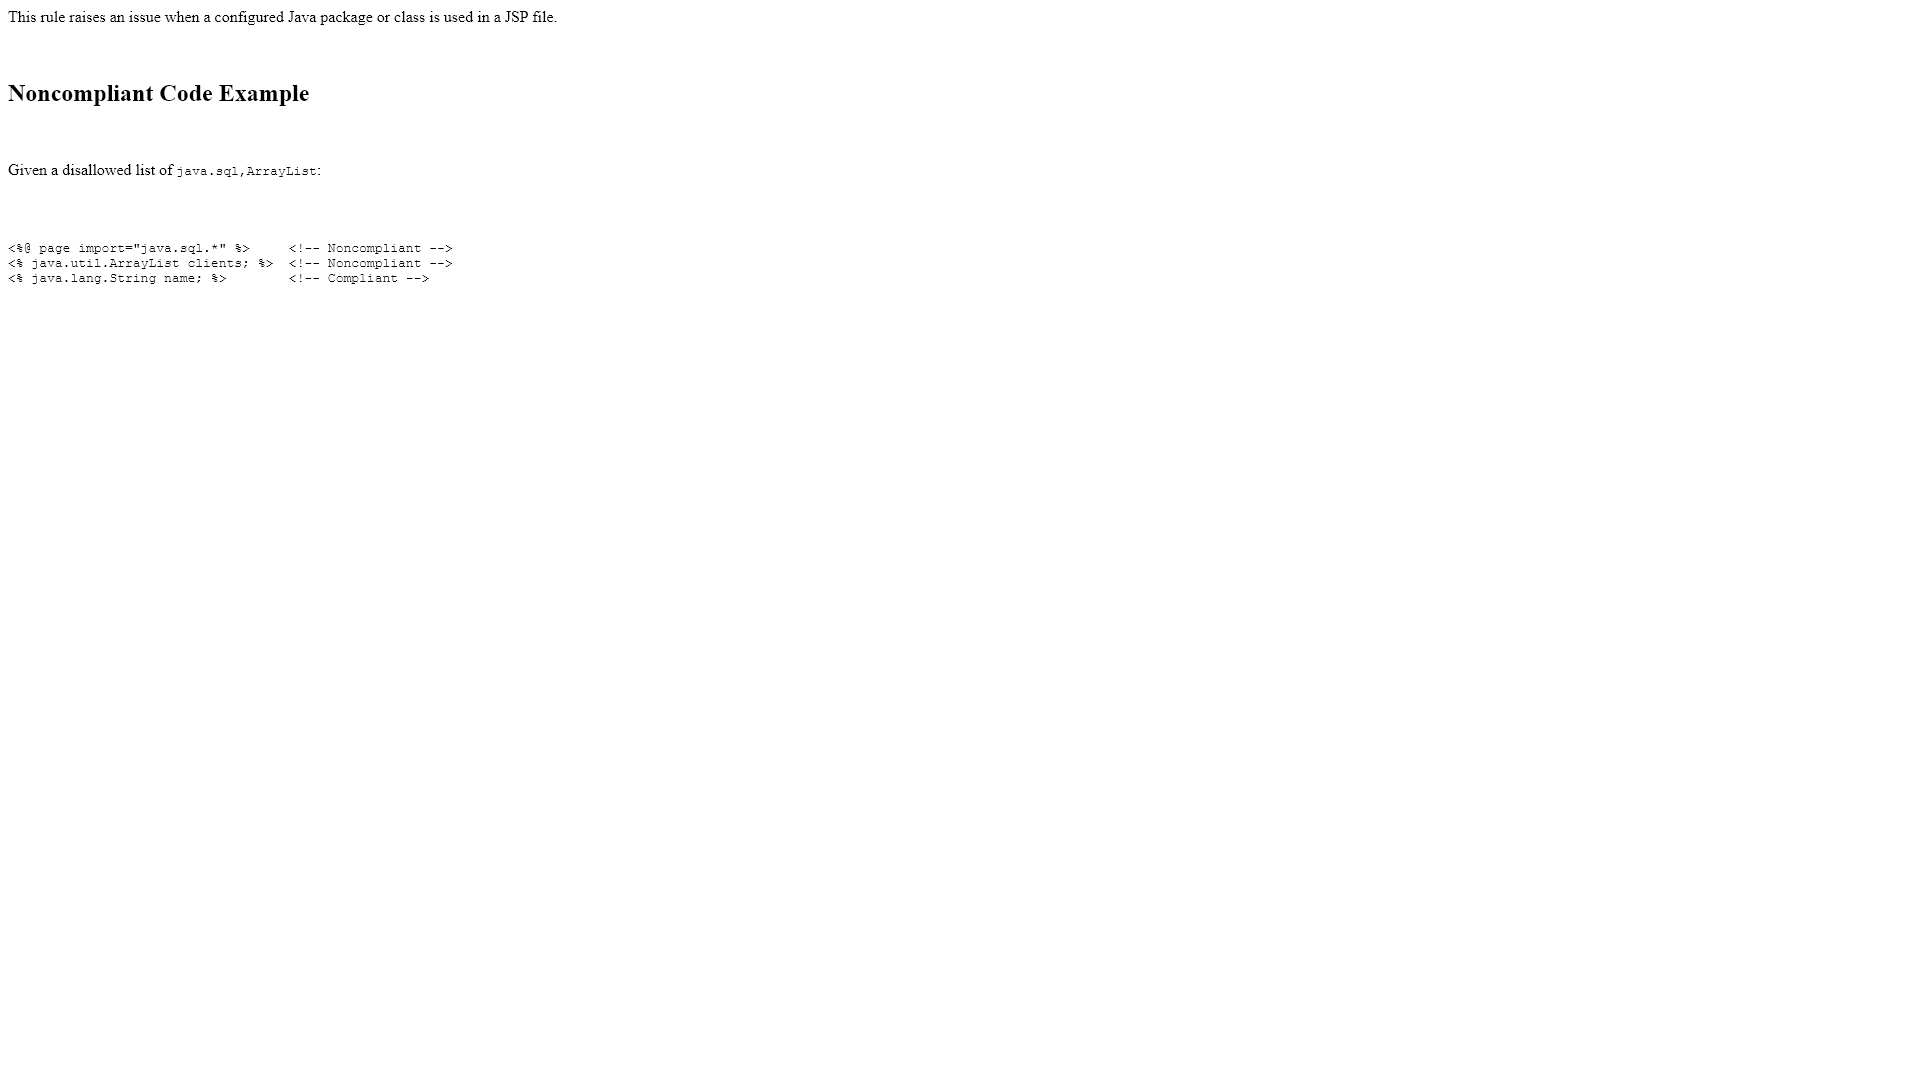 This rule raises an issue when a configured Java package or class is used in a JSP file.
Noncompliant Code Example
Given a disallowed list of java.sql,ArrayList:
<%@ page import="java.sql.*" %>     <!-- Noncompliant -->
<% java.util.ArrayList clients; %>  <!-- Noncompliant -->
<% java.lang.String name; %>        <!-- Compliant -->